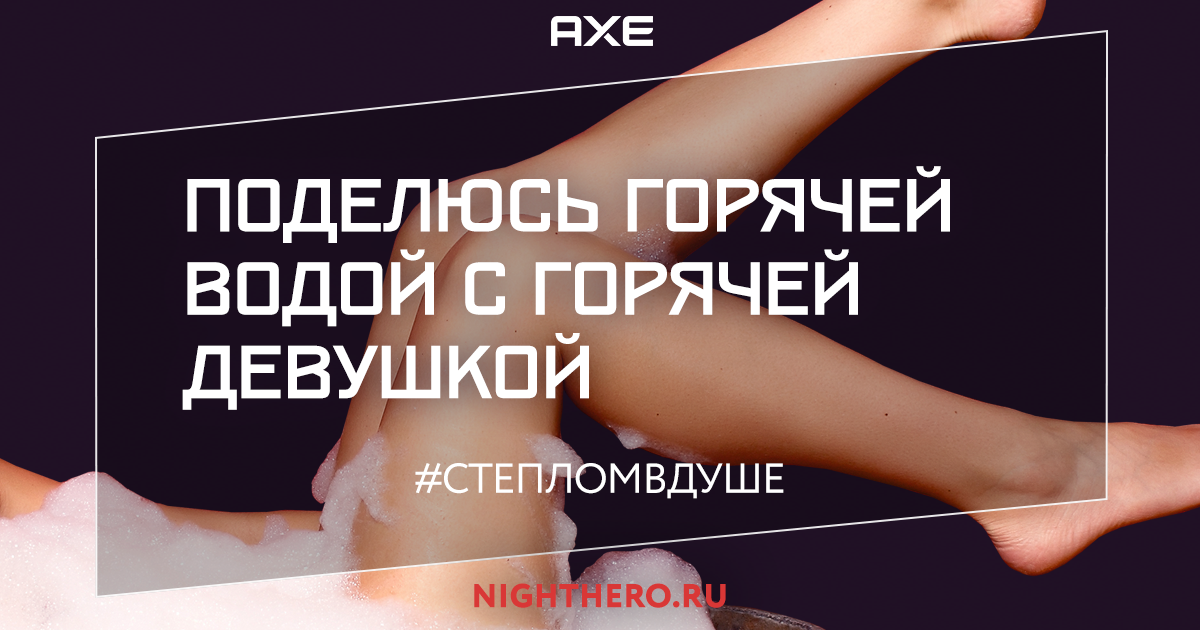 AXE
ПОДЕЛЮСЬ ГОРЯЧЕЙ
ВОДОЙ С ГОРЯЧЕЙ
ДЕВУШКОЙ
#СТЕПЛОМВДУШЕ
NIGHTHERO.RU